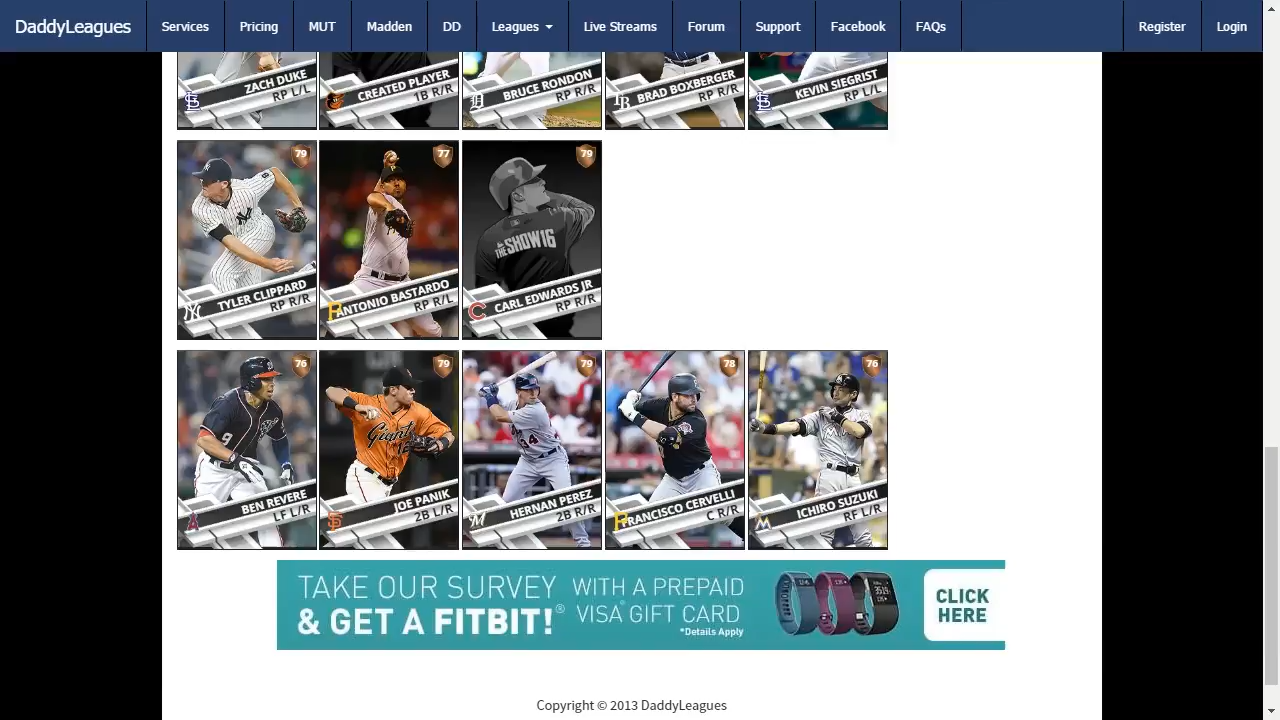 DaddyLeagues Services Pricing MUT Madden DD Leagues Live Streams Forum Support Facebook FAQs Register Login
ZACH DUKE
RP L/L
CREATED PLAYER
1B R/R
BRUCE RONDON
RP R/R
BRAD BOXBERGER
RP R/R
KEVIN SIEGRIST
RP L/L
79
TYLER CLIPPARD
RP R/R
77
ANTONIO BASTARDO
RP R/L
79
THE SHOW16
CARL EDWARDS JR
RP R/R
76
9
BEN REVERE
LF L/R
79
Giants
JOE PANIK
2B L/R
79
HERNAN PEREZ
2B R/R
78
FRANCISCO CERVELLI
C R/R
76
ICHIRO SUZUKI
RF L/R
TAKE OUR SURVEY
& GET A FITBIT!®
WITH A PREPAID
VISA® GIFT CARD
*Details Apply
CLICK
HERE
Copyright © 2013 DaddyLeagues